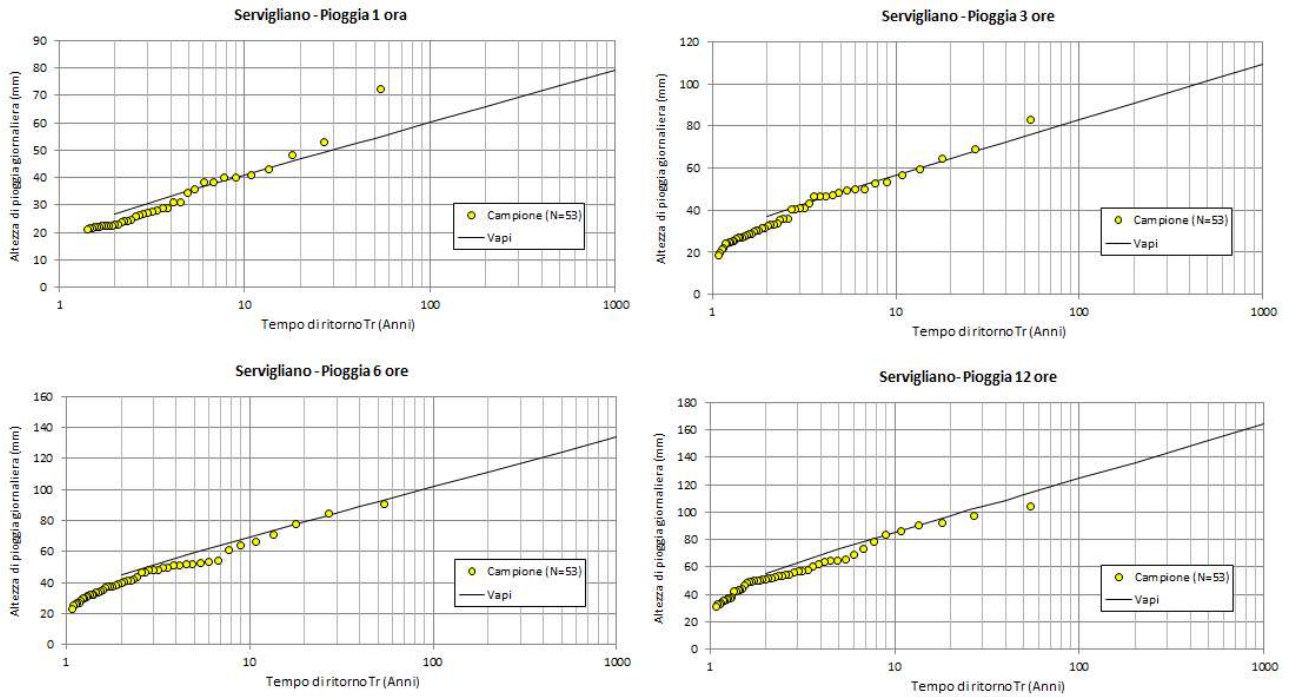 Servigliano - Pioggia 1 ora
Altezza di pioggia giornaliera (mm)
90
80
70
60
50
40
30
20
10
0
1
10
100
1000
Tempo di ritorno Tr (Anni)
Campione (N=53)
Vapi
Servigliano - Pioggia 3 ore
Altezza di pioggia giornaliera (mm)
120
100
80
60
40
20
0
1
10
100
1000
Tempo di ritorno Tr (Anni)
Campione (N=53)
Vapi
Servigliano - Pioggia 6 ore
Altezza di pioggia giornaliera (mm)
160
140
120
100
80
60
40
20
0
1
10
100
1000
Tempo di ritorno Tr (Anni)
Campione (N=53)
Vapi
Servigliano- Pioggia 12 ore
Altezza di pioggia giornaliera (mm)
180
160
140
120
100
80
60
40
20
0
1
10
100
1000
Tempo di ritorno Tr (Anni)
Campione (N=53)
Vapi